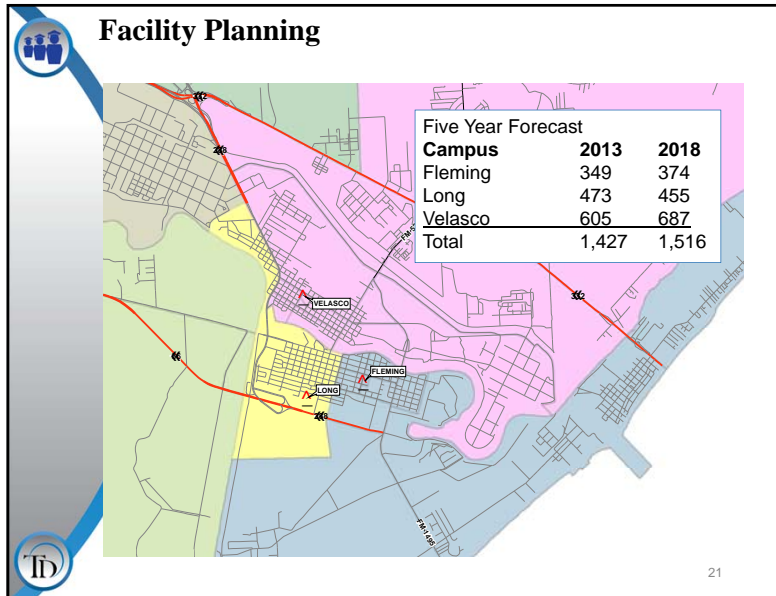 Facility Planning
Five Year Forecast
Campus 2013 2018
Fleming 349 374
Long 473 455
Velasco 605 687
Total 1,427 1,516
VELASCO
FLEMING
LONG
FM-1495
TD
21